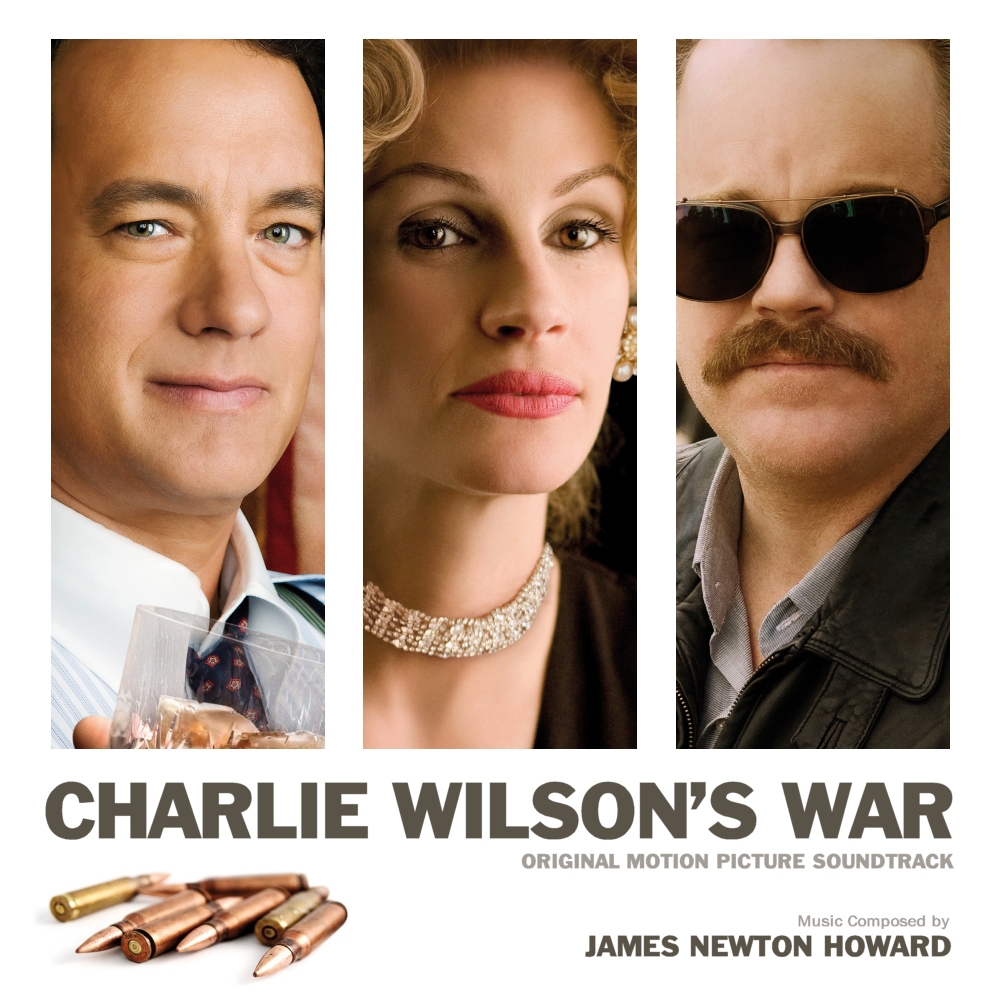 CHARLIE WILSON'S WAR
ORIGINAL MOTION PICTURE SOUNDTRACK
Music Composed by
JAMES NEWTON HOWARD